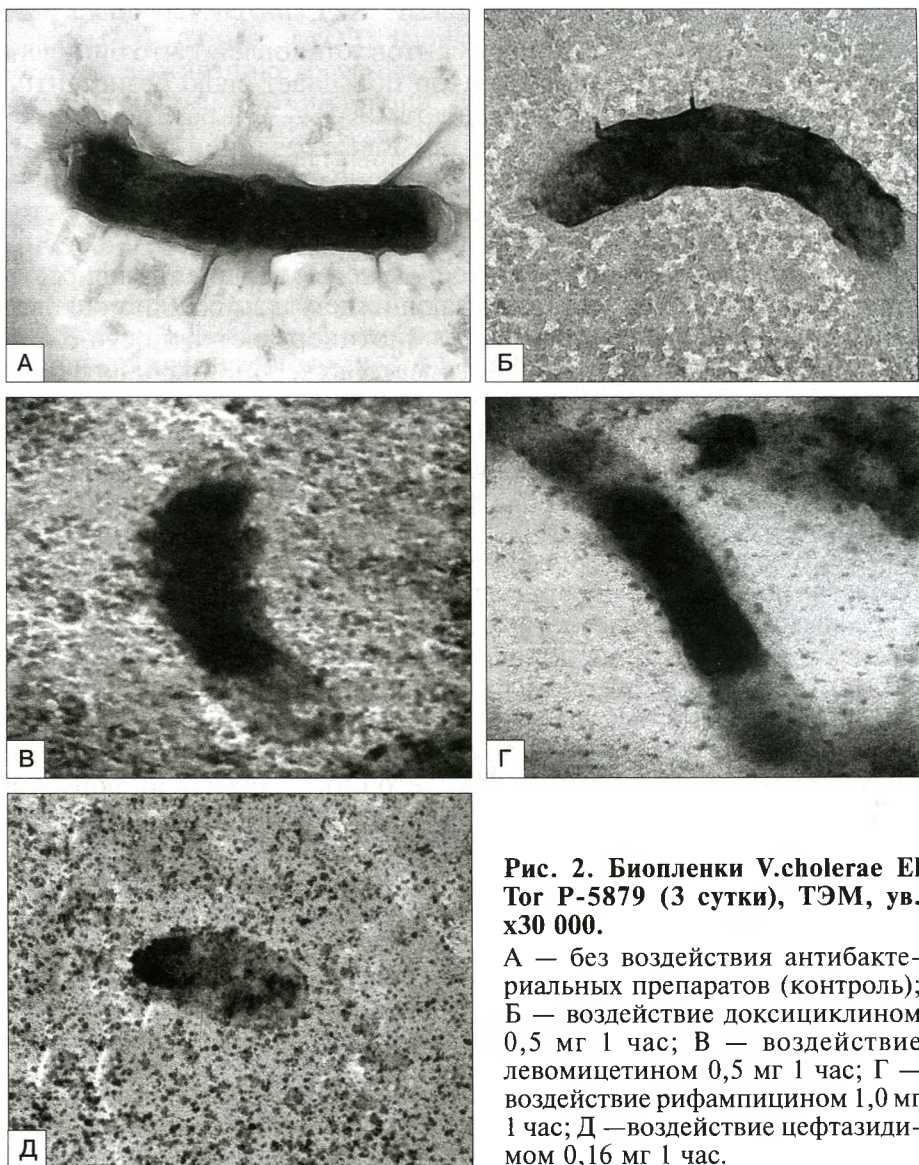 А
Б
В
Г
Д
Рис. 2. Биопленки V.cholerae El
Tor P-5879 (3 сутки), ТЭМ, ув.
x30 000.
А — без воздействия антибакте-
риальных препаратов (контроль);
Б — воздействие доксициклином
0,5 мг 1 час; В — воздействие
левомицетином 0,5 мг 1 час; Г —
воздействие рифампицином 1,0 мг
1 час; Д —воздействие цефтазиди-
мом 0,16 мг 1 час.